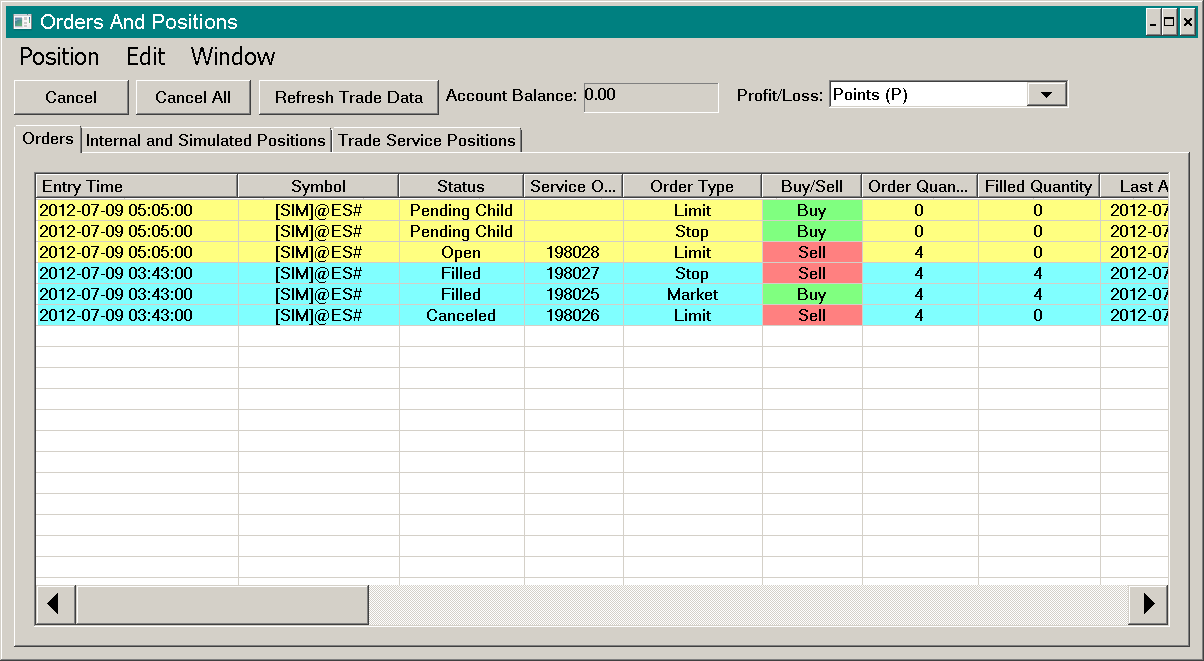 Orders And Positions
Position Edit Window
Cancel Cancel All Refresh Trade Data Account Balance: 0.00 Profit/Loss: Points (P)
Orders Internal and Simulated Positions Trade Service Positions
Entry Time Symbol Status Service O... Order Type Buy/Sell Order Quan... Filled Quantity Last A
2012-07-09 05:05:00 [SIM]@ES# Pending Child Limit Buy 0 0 2012-07
2012-07-09 05:05:00 [SIM]@ES# Pending Child Stop Buy 0 0 2012-07
2012-07-09 05:05:00 [SIM]@ES# Open 198028 Limit Sell 4 0 2012-07
2012-07-09 03:43:00 [SIM]@ES# Filled 198027 Stop Sell 4 4 2012-07
2012-07-09 03:43:00 [SIM]@ES# Filled 198025 Market Buy 4 4 2012-07
2012-07-09 03:43:00 [SIM]@ES# Canceled 198026 Limit Sell 4 0 2012-07